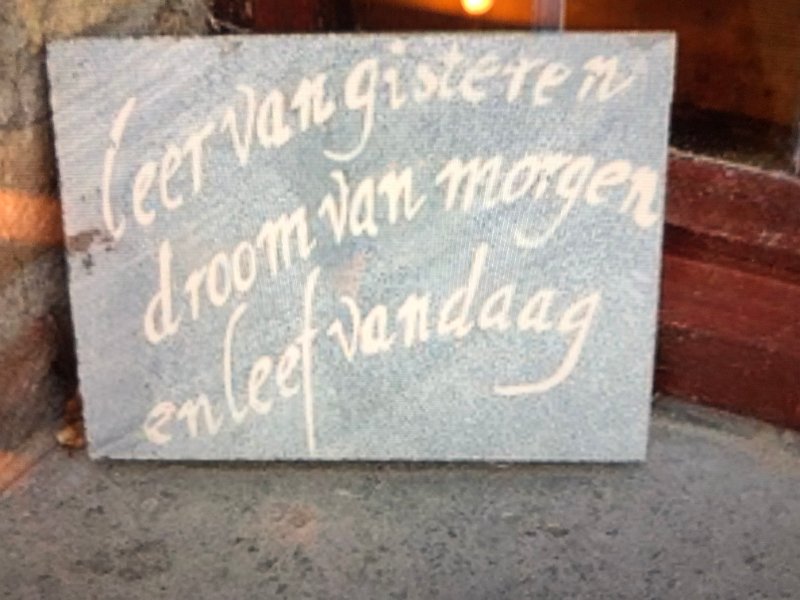 leer van gisteren
droom van morgen
en leef vandaag